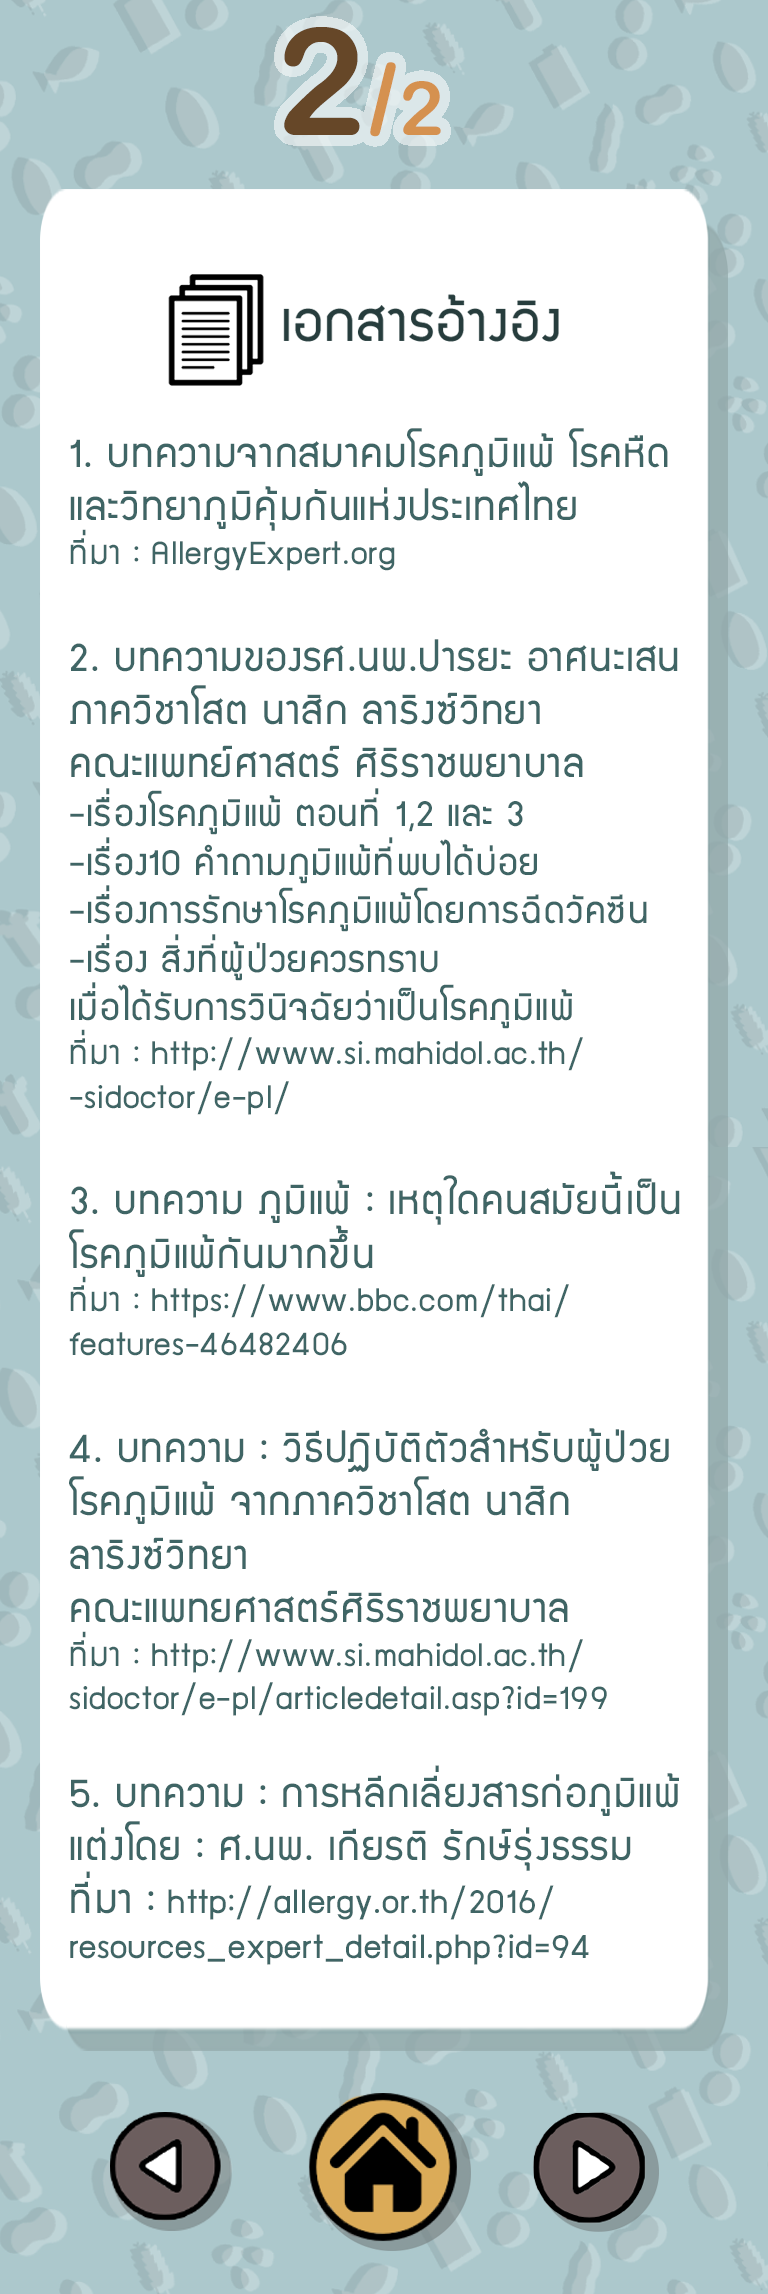 2/2
เอกสารอ้างอิง
1. บทความจากสมาคมโรคภูมิแพ้ โรคหืด
และวิทยาภูมิคุ้มกันแห่งประเทศไทย
ที่มา : AllergyExpert.org
2. บทความของรศ.นพ.ปารยะ อาศนะเสน
ภาควิชาโสต นาสิก ลาริงซ์วิทยา
คณะแพทย์ศาสตร์ ศิริราชพยาบาล
-เรื่องโรคภูมิแพ้ ตอนที่ 1,2 และ 3
-เรื่อง10 คำถามภูมิแพ้ที่พบได้บ่อย
-เรื่องการรักษาโรคภูมิแพ้โดยการฉีดวัคซีน
-เรื่อง สิ่งที่ผู้ป่วยควรทราบ
เมื่อได้รับการวินิจฉัยว่าเป็นโรคภูมิแพ้
ที่มา : http://www.si.mahidol.ac.th/
-sidoctor/e-pl/
3. บทความ ภูมิแพ้ : เหตุใดคนสมัยนี้เป็น
โรคภูมิแพ้กันมากขึ้น
ที่มา : https://www.bbc.com/thai/
features-46482406
4. บทความ : วิธีปฏิบัติตัวสำหรับผู้ป่วย
โรคภูมิแพ้ จากภาควิชาโสต นาสิก
ลาริงซ์วิทยา
คณะแพทยศาสตร์ศิริราชพยาบาล
ที่มา : http://www.si.mahidol.ac.th/
sidoctor/e-pl/articledetail.asp?id=199
5. บทความ : การหลีกเลี่ยงสารก่อภูมิแพ้
แต่งโดย : ศ.นพ. เกียรติ รักษ์รุ่งธรรม
ที่มา : http://allergy.or.th/2016/
resources_expert_detail.php?id=94